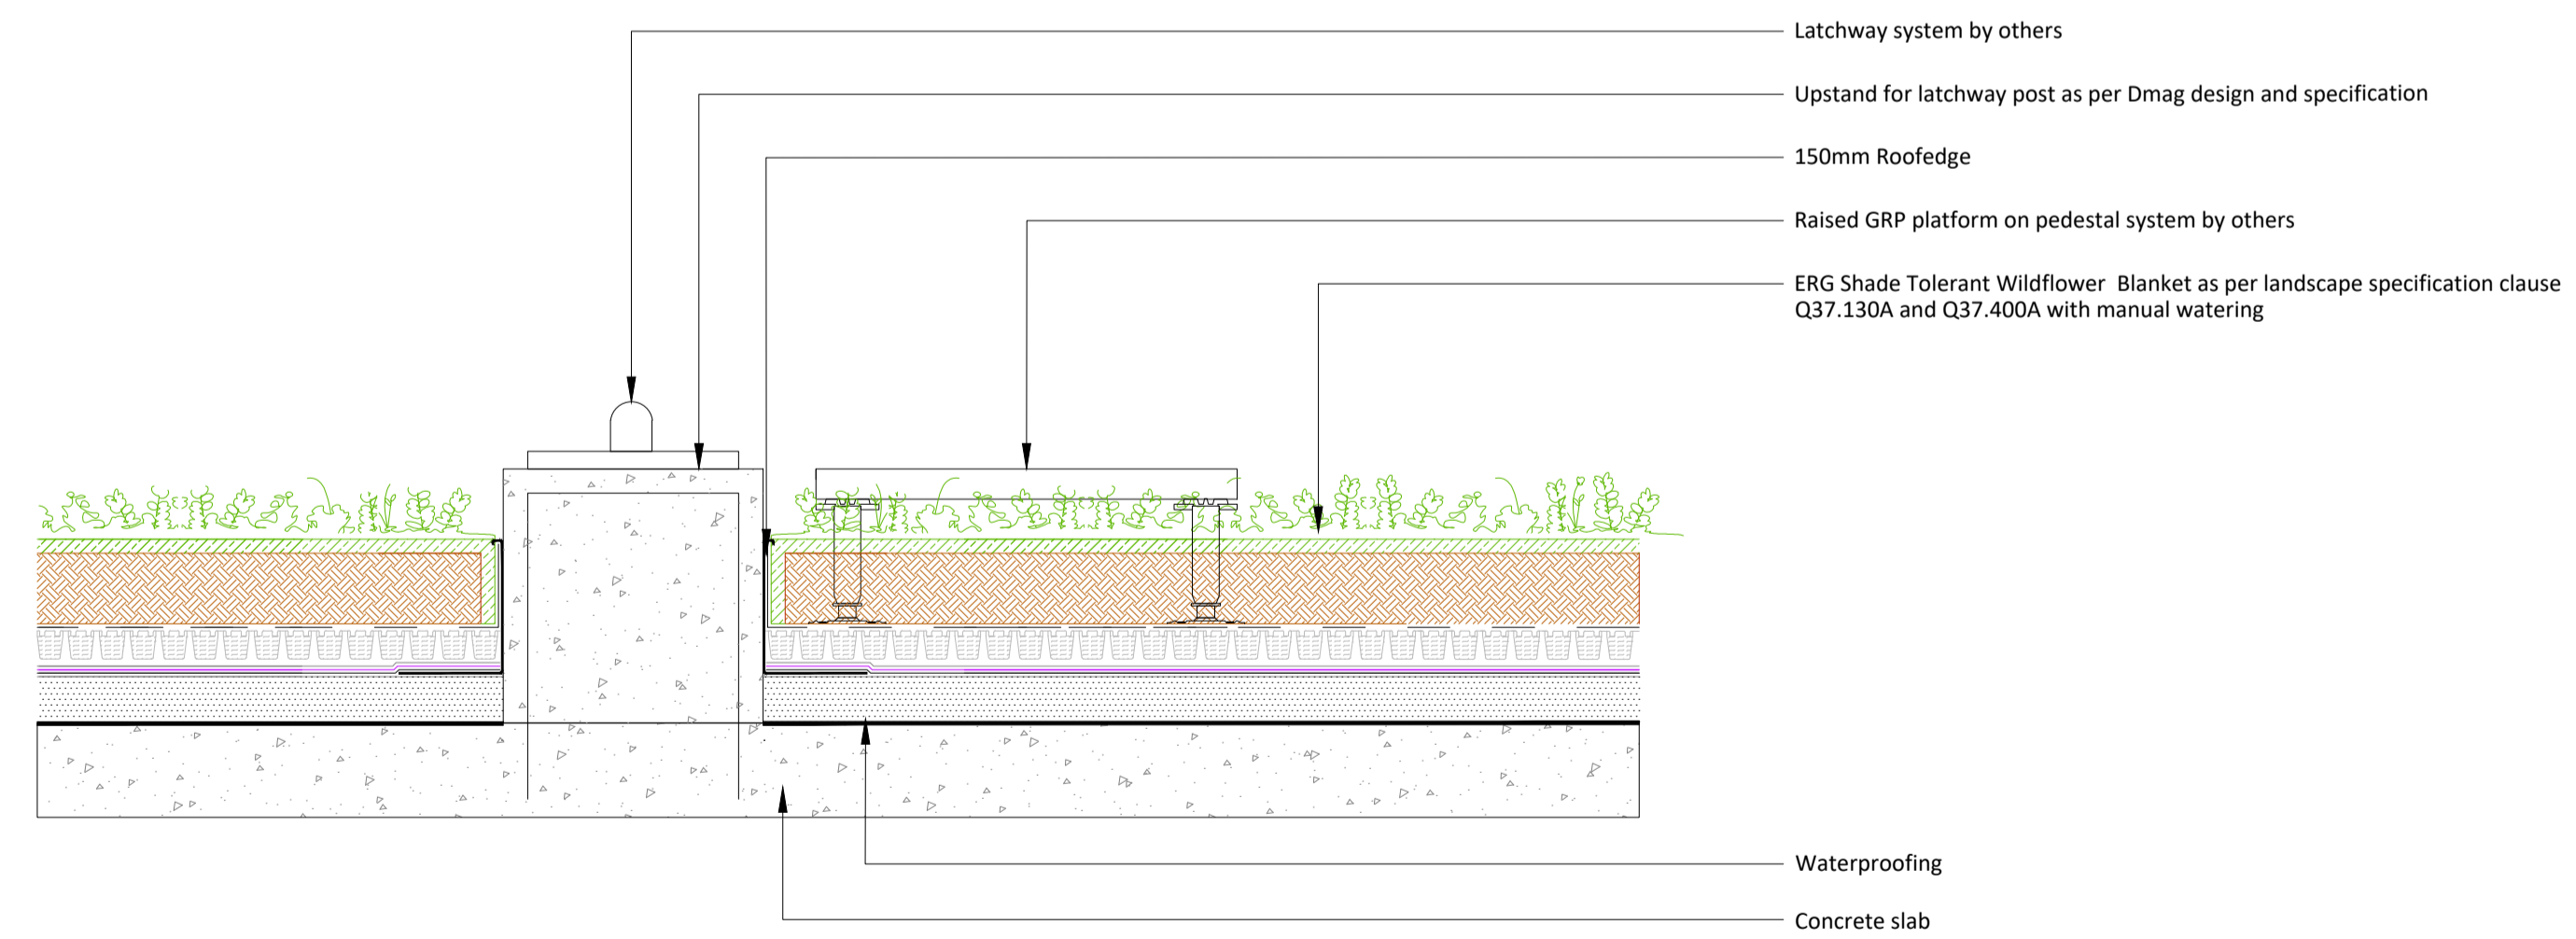 Latchway system by others
Upstand for latchway post as per Dmag design and specification
150mm Roofedge
Raised GRP platform on pedestal system by others
ERG Shade Tolerant Wildflower  Blanket as per landscape specification clause
Q37.130A and Q37.400A with manual watering
Waterproofing
Concrete slab